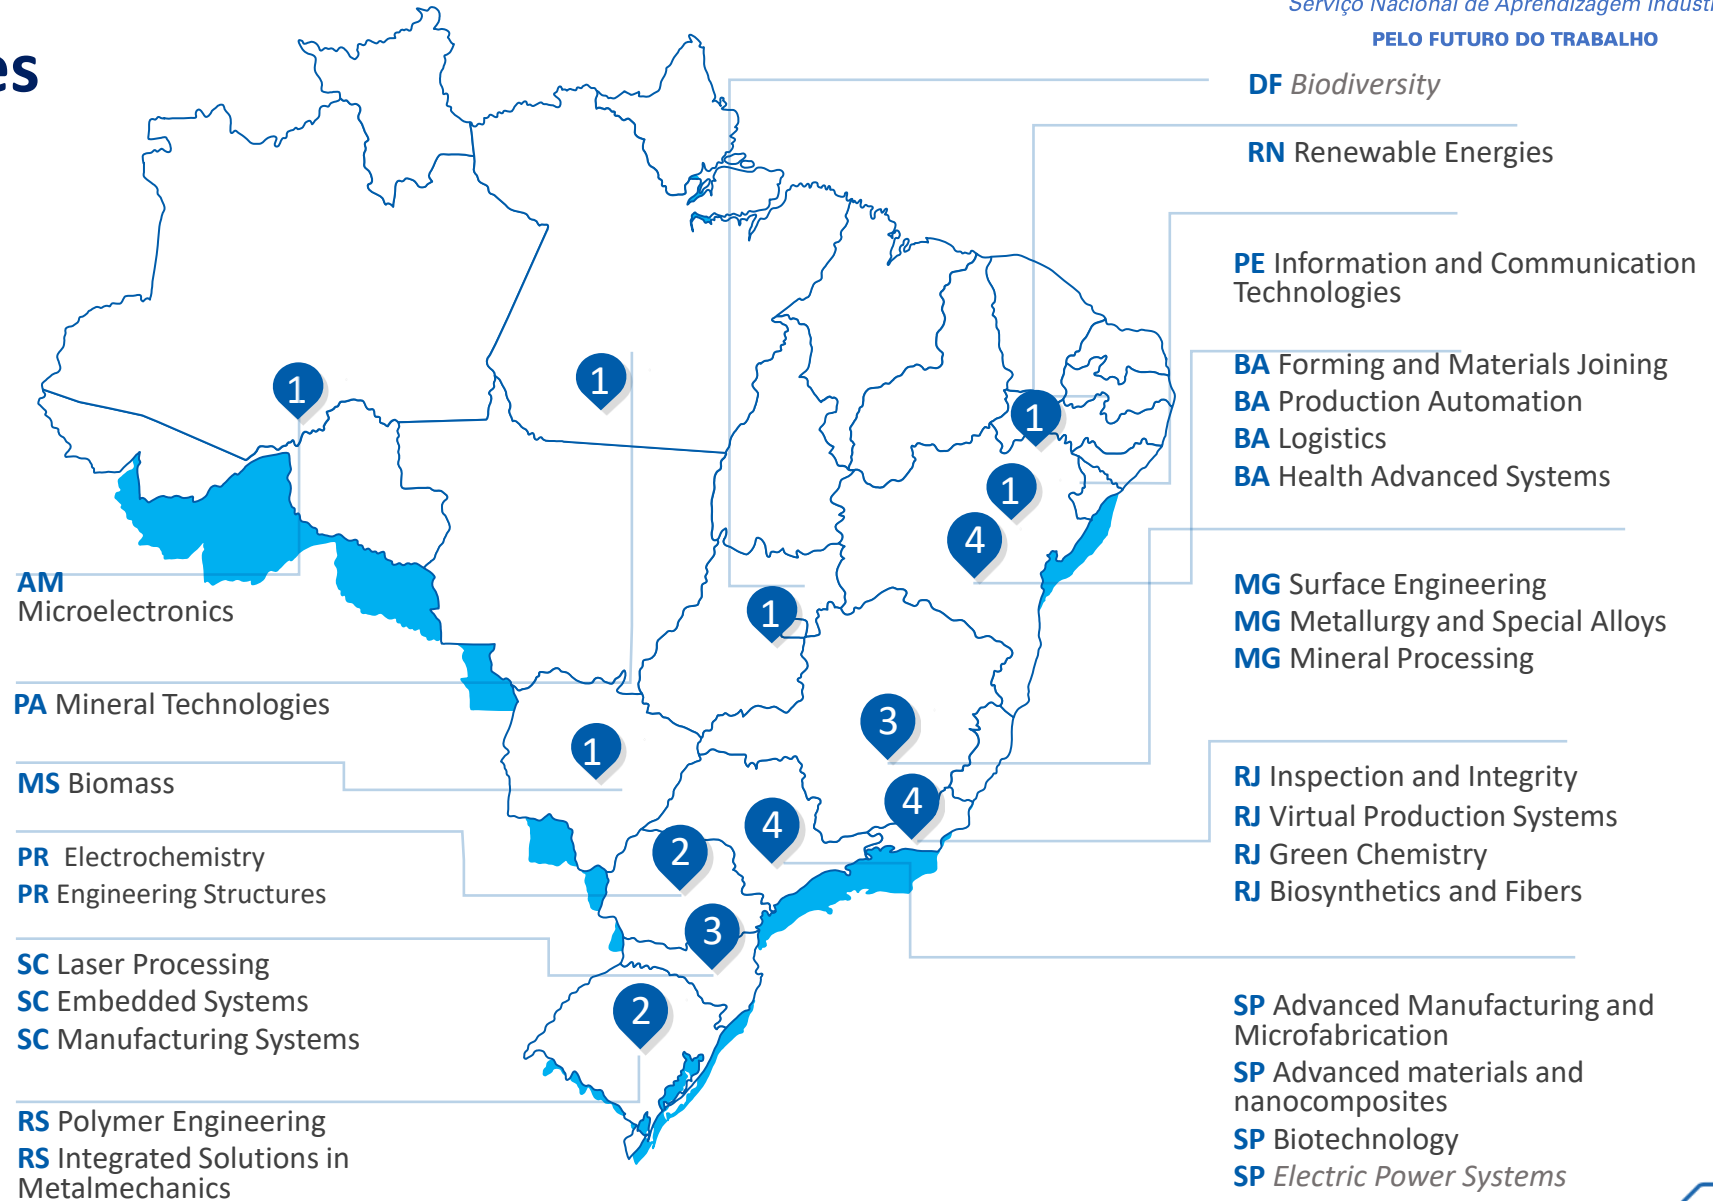 es
Serviço Nacional de Aprendizagem
PELO FUTURO DO TRABALHO
DF Biodiversity
RN Renewable Energies
PE Information and Communication
Technologies
BA Forming and Materials Joining
BA Production Automation
BA Logistics
BA Health Advanced Systems
MG Surface Engineering
MG Metallurgy and Special Alloys
MG Mineral Processing
RJ Inspection and Integrity
RJ Virtual Production Systems
RJ Green Chemistry
RJ Biosynthetics and Fibers
SP Advanced Manufacturing and
Microfabrication
SP Advanced materials and
nanocomposites
SP Biotechnology
SP Electric Power Systems
AM
Microelectronics
PA Mineral Technologies
MS Biomass
PR Electrochemistry
PR Engineering Structures
SC Laser Processing
SC Embedded Systems
SC Manufacturing Systems
RS Polymer Engineering
RS Integrated Solutions in
Metalmechanics
1
1
1
1
4
1
3
1
4
4
2
3
2